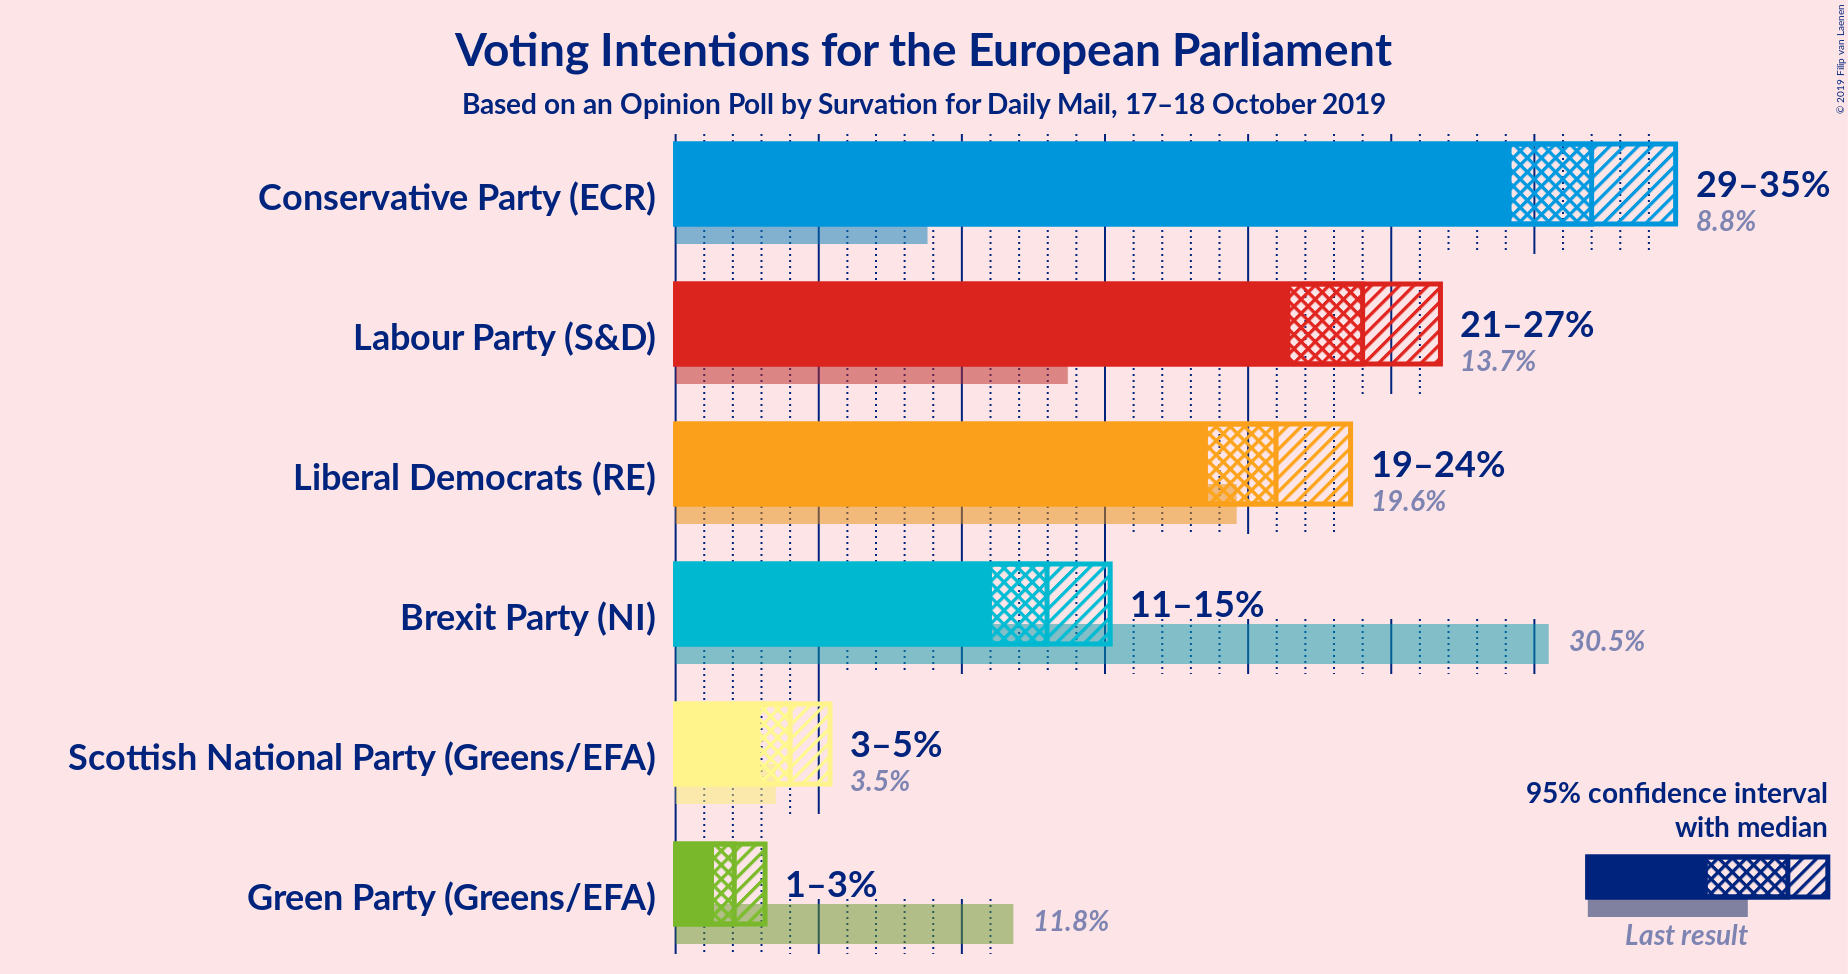 Voting Intentions for the European Parliament
Based on an Opinion Poll by Survation for Daily Mail, 17–18 October 2019
© 2019 Filip van Laenen
Conservative Party (ECR)
29–35%
8.8%
Labour Party (S&D)
21–27%
13.7%
Liberal Democrats (RE)
19–24%
19.6%
Brexit Party (NI)
11–15%
30.5%
Scottish National Party (Greens/EFA)
3–5%
3.5%
Green Party (Greens/EFA)
1–3%
11.8%
95% confidence interval
with median
Last result